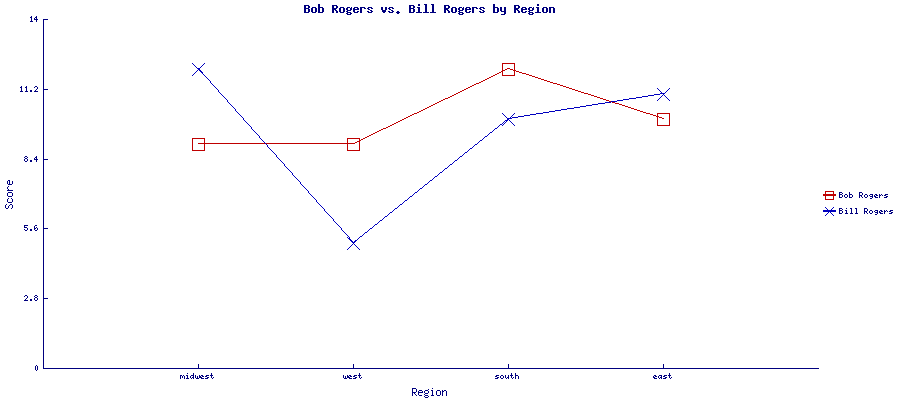 Bob Rogers vs. Bill Rogers by Region
14
11.2
8.4
5.6
2.8
0
Score
midwest west south east
Region
Bob Rogers
Bill Rogers